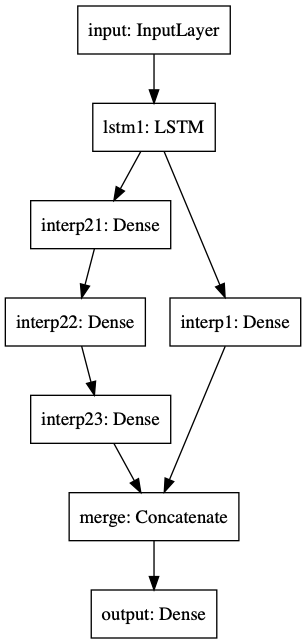 input: InputLayer
lstm1: LSTM
interp21: Dense
interp22: Dense
interp1: Dense
interp23: Dense
merge: Concatenate
output: Dense